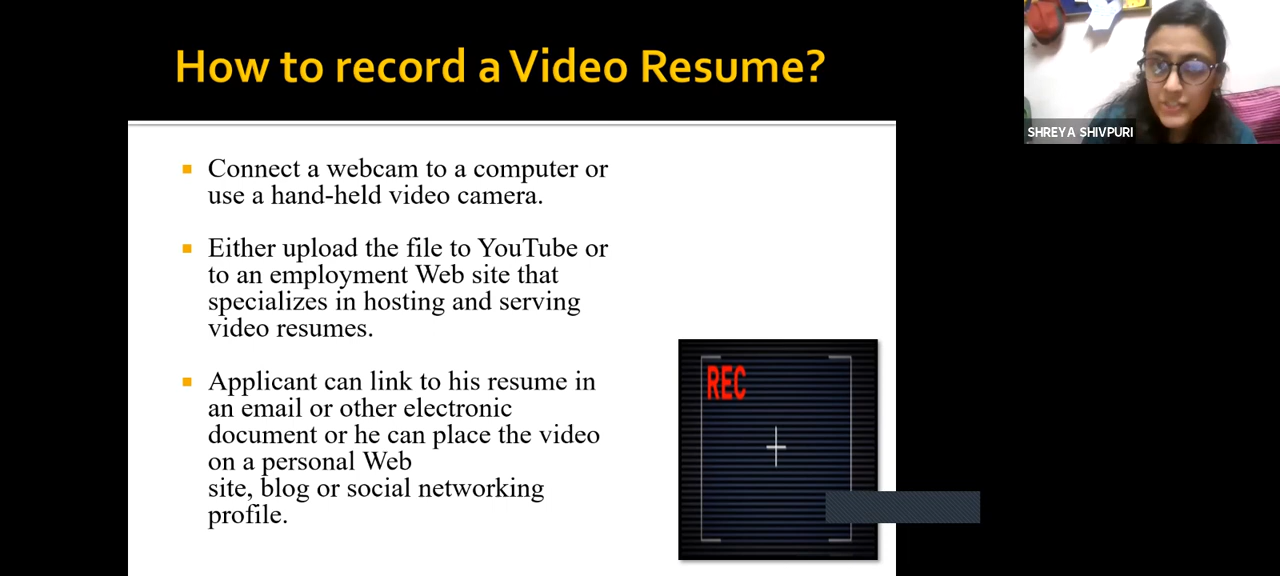 How to record a Video Resume?
SHREYA SHIVPURI
Connect a webcam to a computer or
use a hand-held video camera.
Either upload the file to YouTube or
to an employment Web site that
specializes in hosting and serving
video resumes.
Applicant can link to his resume in
an email or other electronic
document or he can place the video
on a personal Web
site, blog or social networking
profile.
REC